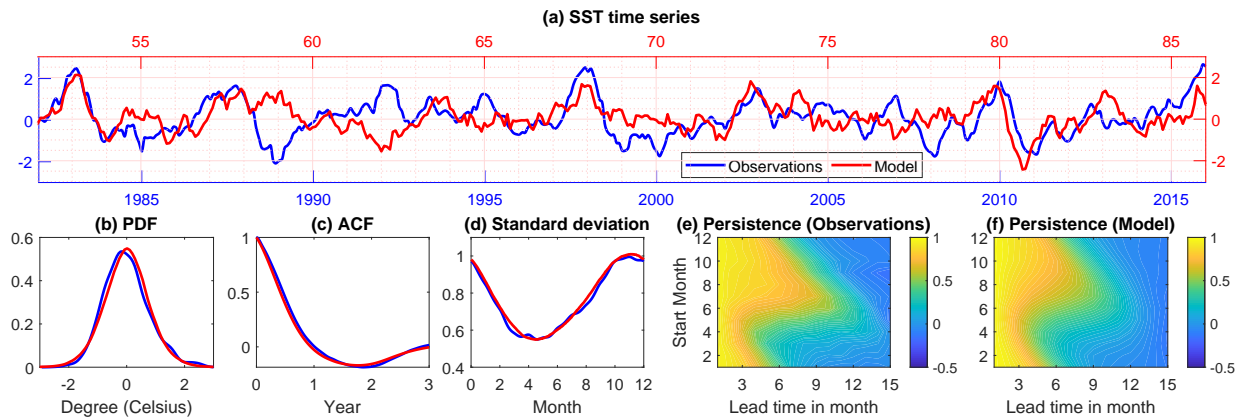 (a) SST time series
55 60 65 70 75 80 85
2 2
0 0
-2 -2
Observations Model
1985 1990 1995 2000 2005 2010 2015
(b) PDF (c) ACF (d) Standard deviation (e) Persistence (Observations) (f) Persistence (Model)
0.6 0.4 0.2 0
-2 0 2
Degree (Celsius)
1 0.5 0
0 1 2 3
Year
1 0.8 0.6 0.4
0 2 4 6 8 10 12
Month
Start Month
12 10 8 6 4 2
3 6 9 12 15
Lead time in month
1 0.5 0 -0.5
12 10 8 6 4 2
3 6 9 12 15
Lead time in month
1 0.5 0 -0.5